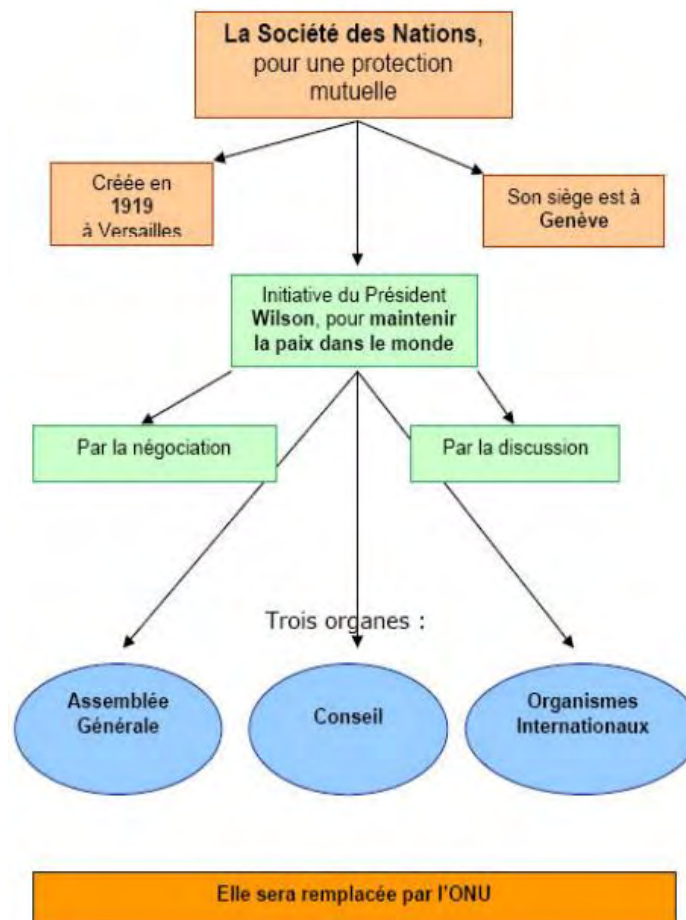 La Société des Nations,
pour une protection
mutuelle
Créée en
1919
à Versailles
Son siège est à
Genève
Initiative du Président
Wilson, pour maintenir
la paix dans le monde
Par la négociation
Par la discussion
Trois organes :
Assemblée
Générale
Conseil
Organismes
Internationaux
Elle sera remplacée par l'ONU